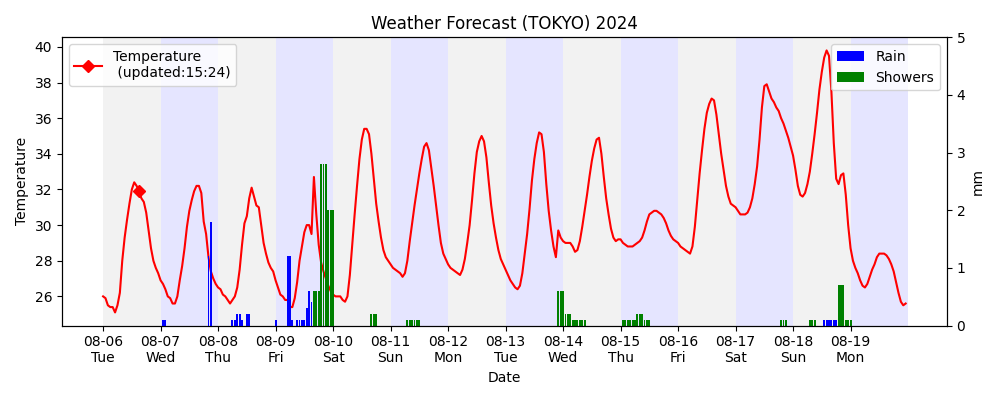 Weather Forecast (TOKYO) 2024
Temperature
(updated:15:24)
Rain
Showers
Temperature
40
38
36
34
32
30
28
26
5
4
3
2
1
0
mm
08-06 08-07 08-08 08-09 08-10 08-11 08-12 08-13 08-14 08-15 08-16 08-17 08-18 08-19
Tue Wed Thu Fri Sat Sun Mon Tue Wed Thu Fri Sat Sun Mon
Date